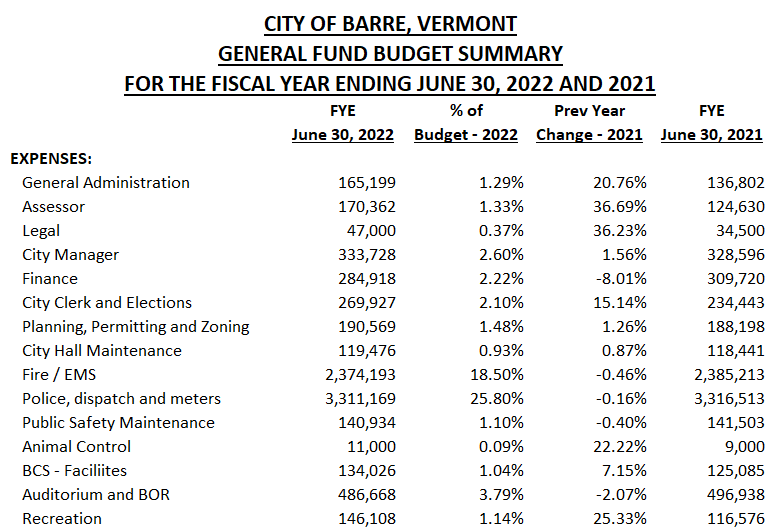 CITY OF BARRE, VERMONT
GENERAL FUND BUDGET SUMMARY
FOR THE FISCAL YEAR ENDING JUNE 30, 2022 AND 2021
FYE % of Prev Year FYE
June 30, 2022 Budget - 2022 Change - 2021 June 30, 2021
EXPENSES:
General Administration 165,199 1.29% 20.76% 136,802
Assessor 170,362 1.33% 36.69% 124,630
Legal 47,000 0.37% 36.23% 34,500
City Manager 333,728 2.60% 1.56% 328,596
Finance 284,918 2.22% -8.01% 309,720
City Clerk and Elections 269,927 2.10% 15.14% 234,443
Planning, Permitting and Zoning 190,569 1.48% 1.26% 188,198
City Hall Maintenance 119,476 0.93% 0.87% 118,441
Fire / EMS 2,374,193 18.50% -0.46% 2,385,213
Police, dispatch and meters 3,311,169 25.80% -0.16% 3,316,513
Public Safety Maintenance 140,934 1.10% -0.40% 141,503
Animal Control 11,000 0.09% 22.22% 9,000
BCS - Faciliites 134,026 1.04% 7.15% 125,085
Auditorium and BOR 486,668 3.79% -2.07% 496,938
Recreation 146,108 1.14% 25.33% 116,576